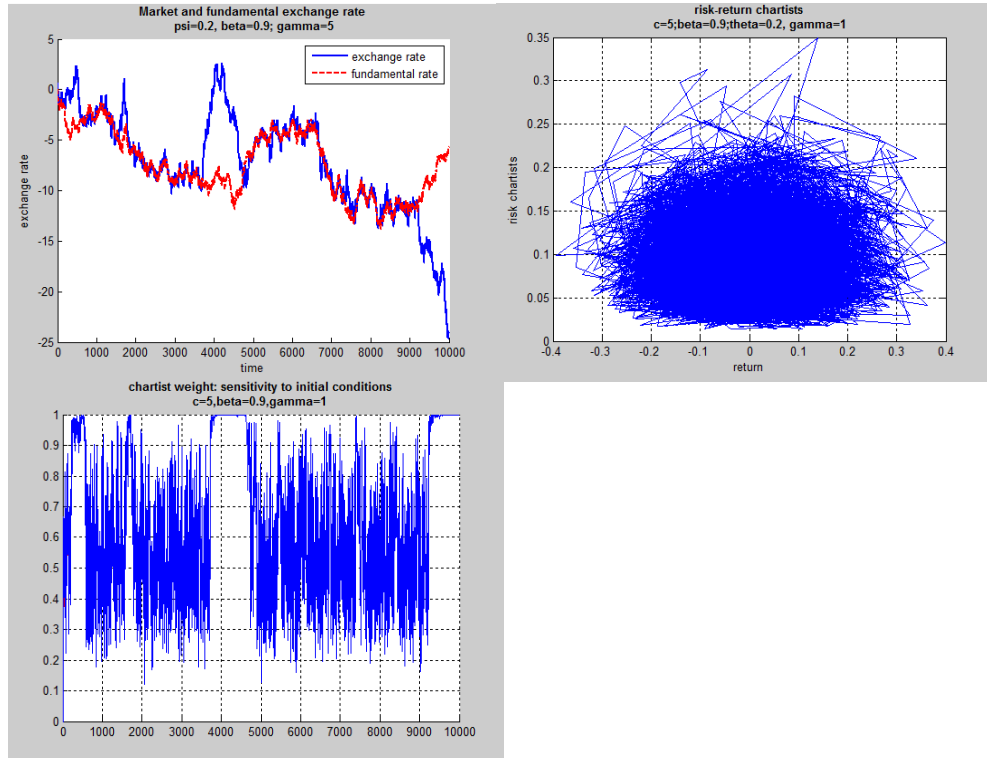 Market and fundamental exchange rate
psi=0.2, beta=0.9; gamma=5
5
0
-5
-10
-15
-20
-25
exchange rate
exchange rate
fundamental rate
0 1000 2000 3000 4000 5000 6000 7000 8000 9000 10000
time
risk-return chartists
c=5;beta=0.9;theta=0.2, gamma=1
0.35
0.3
0.25
0.2
0.15
0.1
0.05
0
risk chartists
-0.4 -0.3 -0.2 -0.1 0 0.1 0.2 0.3 0.4
return
chartist weight: sensitivity to initial conditions
c=5,beta=0.9,gamma=1
1
0.9
0.8
0.7
0.6
0.5
0.4
0.3
0.2
0.1
0
0 1000 2000 3000 4000 5000 6000 7000 8000 9000 10000